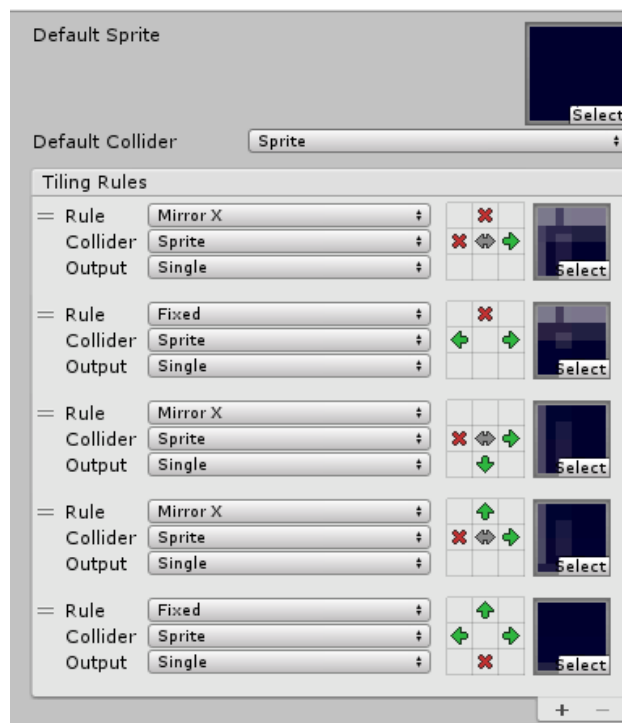 Default Sprite
Select
Default Collider Sprite
Tiling Rules
Rule Mirror X
Collider Sprite
Output Single
Select
Rule Fixed
Collider Sprite
Output Single
Select
Rule Mirror X
Collider Sprite
Output Single
Select
Rule Mirror X
Collider Sprite
Output Single
Select
Rule Fixed
Collider Sprite
Output Single
Select
+ −